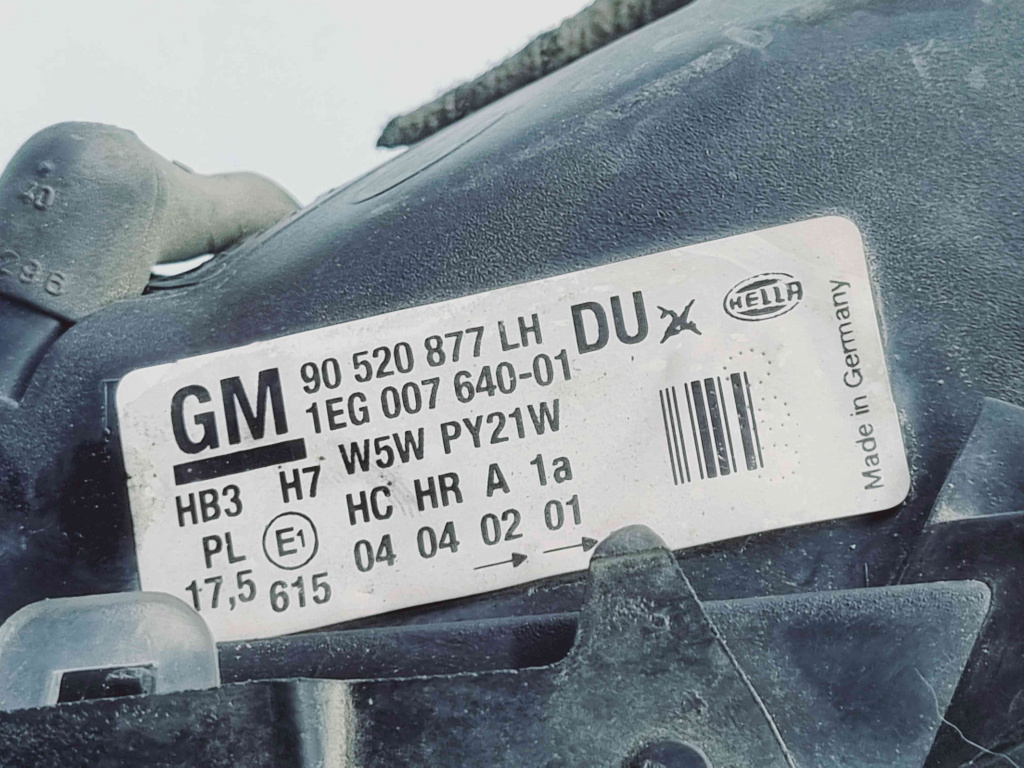 GM 90 520 877 LH DU
1EG 007 640-01
HB3 H7 W5W PY21W
PL E1 HC HR A 1a
17,5 615 04 04 02 01
HELLA
Made in Germany
296